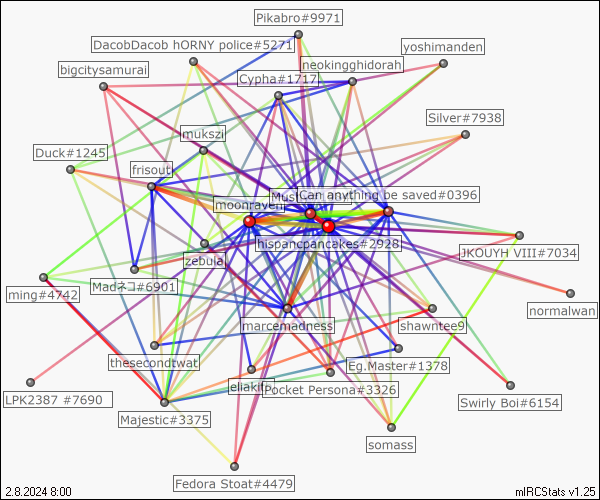 Pikabro#9971
DacobDacob hORNY police#5271
yoshimanden
neokingghidorah
bigcitysamurai
Cypha#1717
Silver#7938
mukszi
Duck#1245
frisout
Can anything be saved#0396
moonraven
hispancpancakes#2928
JKOUYH VIII#7034
zebula
Madネコ#6901
ming#4742
normalwan
marcemadness
shawntee9
thesecondtwat
Eg.Master#1378
eliakitn
Pocket Persona#3326
LPK2387 #7690
Swirly Boi#6154
Majestic#3375
somass
Fedora Stoat#4479
2.8.2024 8:00
mIRCStats v1.25